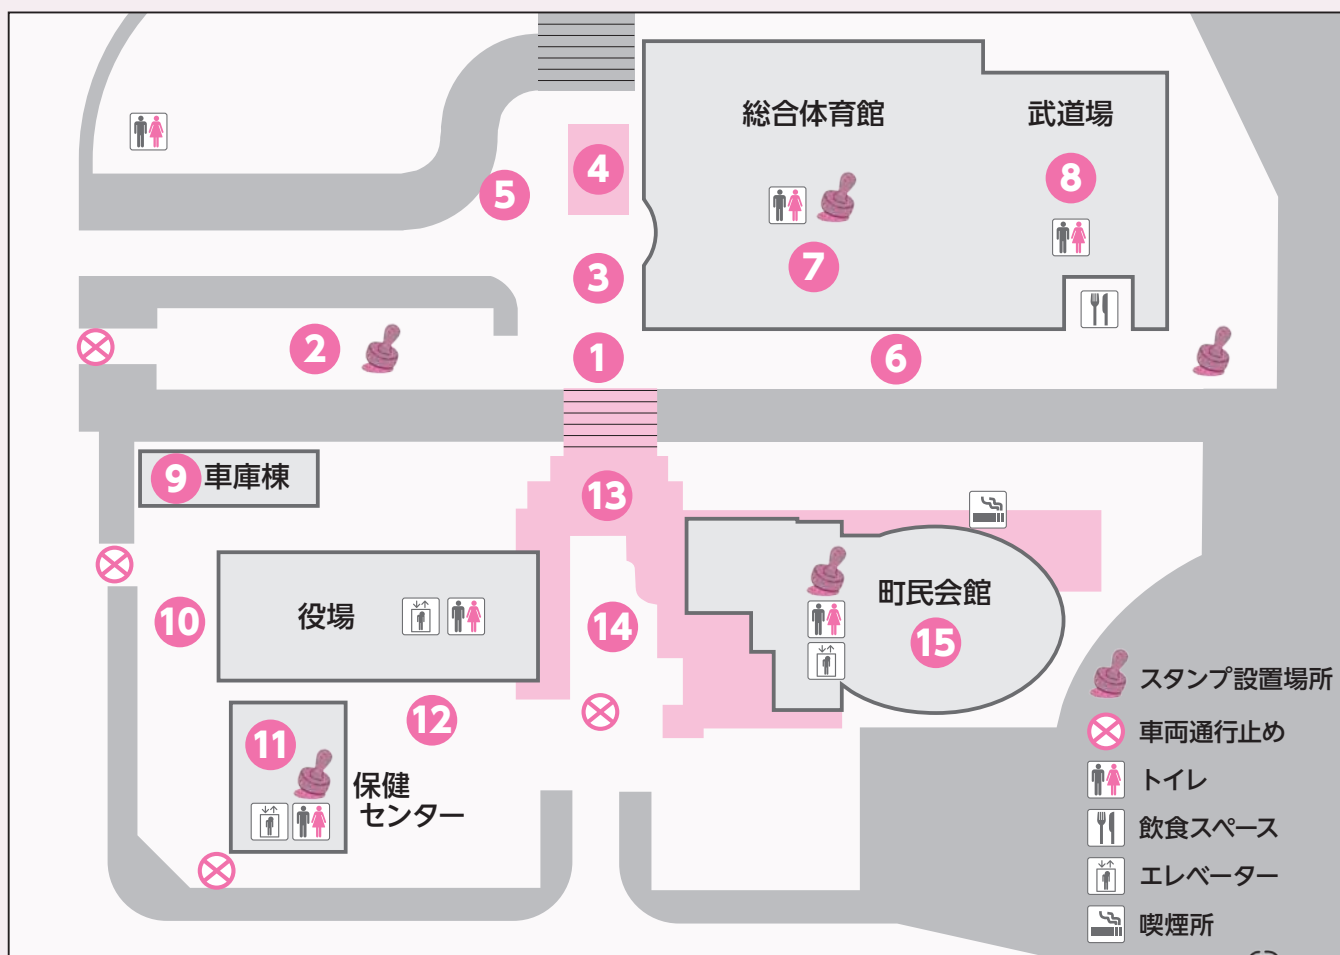 総合体育館
武道場
4
5
8
3
7
2
1
6
9 車庫棟
13
町民会館
役場
10
14
15
12
11
保健
センター
スタンプ設置場所
車両通行止め
トイレ
飲食スペース
エレベーター
喫煙所